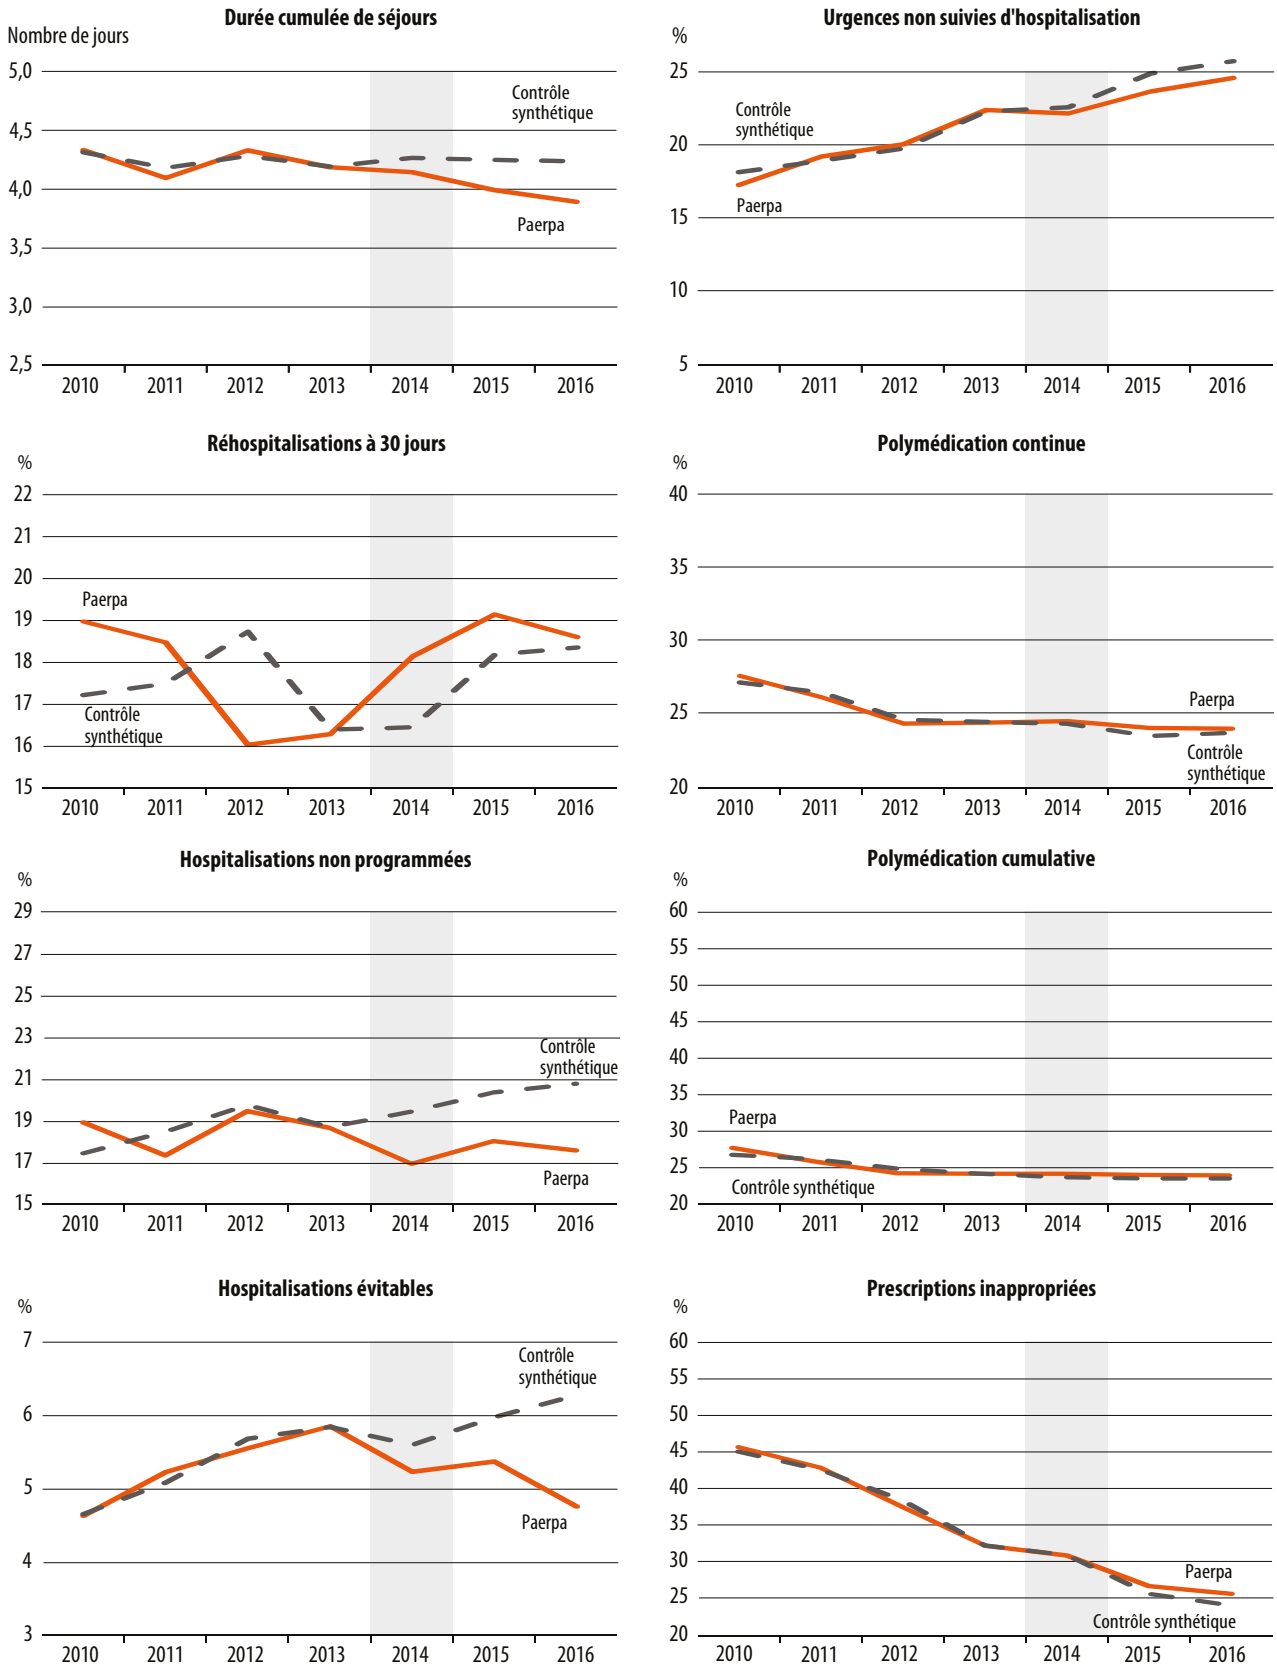 Durée cumulée de séjours
Nombre de jours
5,0
4,5
4,0
3,5
3,0
2,5
Contrôle
synthétique
Paerpa
2010 2011 2012 2013 2014 2015 2016
Urgences non suivies d'hospitalisation
%
25
20
15
10
5
Contrôle
synthétique
Paerpa
2010 2011 2012 2013 2014 2015 2016
Réhospitalisations à 30 jours
%
22
21
20
19
18
17
16
15
Paerpa
Contrôle
synthétique
2010 2011 2012 2013 2014 2015 2016
Polymédication continue
%
40
35
30
25
20
Paerpa
Contrôle
synthétique
2010 2011 2012 2013 2014 2015 2016
Hospitalisations non programmées
%
29
27
25
23
21
19
17
15
Contrôle
synthétique
Paerpa
2010 2011 2012 2013 2014 2015 2016
Polymédication cumulative
%
60
55
50
45
40
35
30
25
20
Paerpa
Contrôle synthétique
2010 2011 2012 2013 2014 2015 2016
Hospitalisations évitables
%
7
6
5
4
3
Contrôle
synthétique
Paerpa
2010 2011 2012 2013 2014 2015 2016
Prescriptions inappropriées
%
60
55
50
45
40
35
30
25
20
Paerpa
Contrôle synthétique
2010 2011 2012 2013 2014 2015 2016